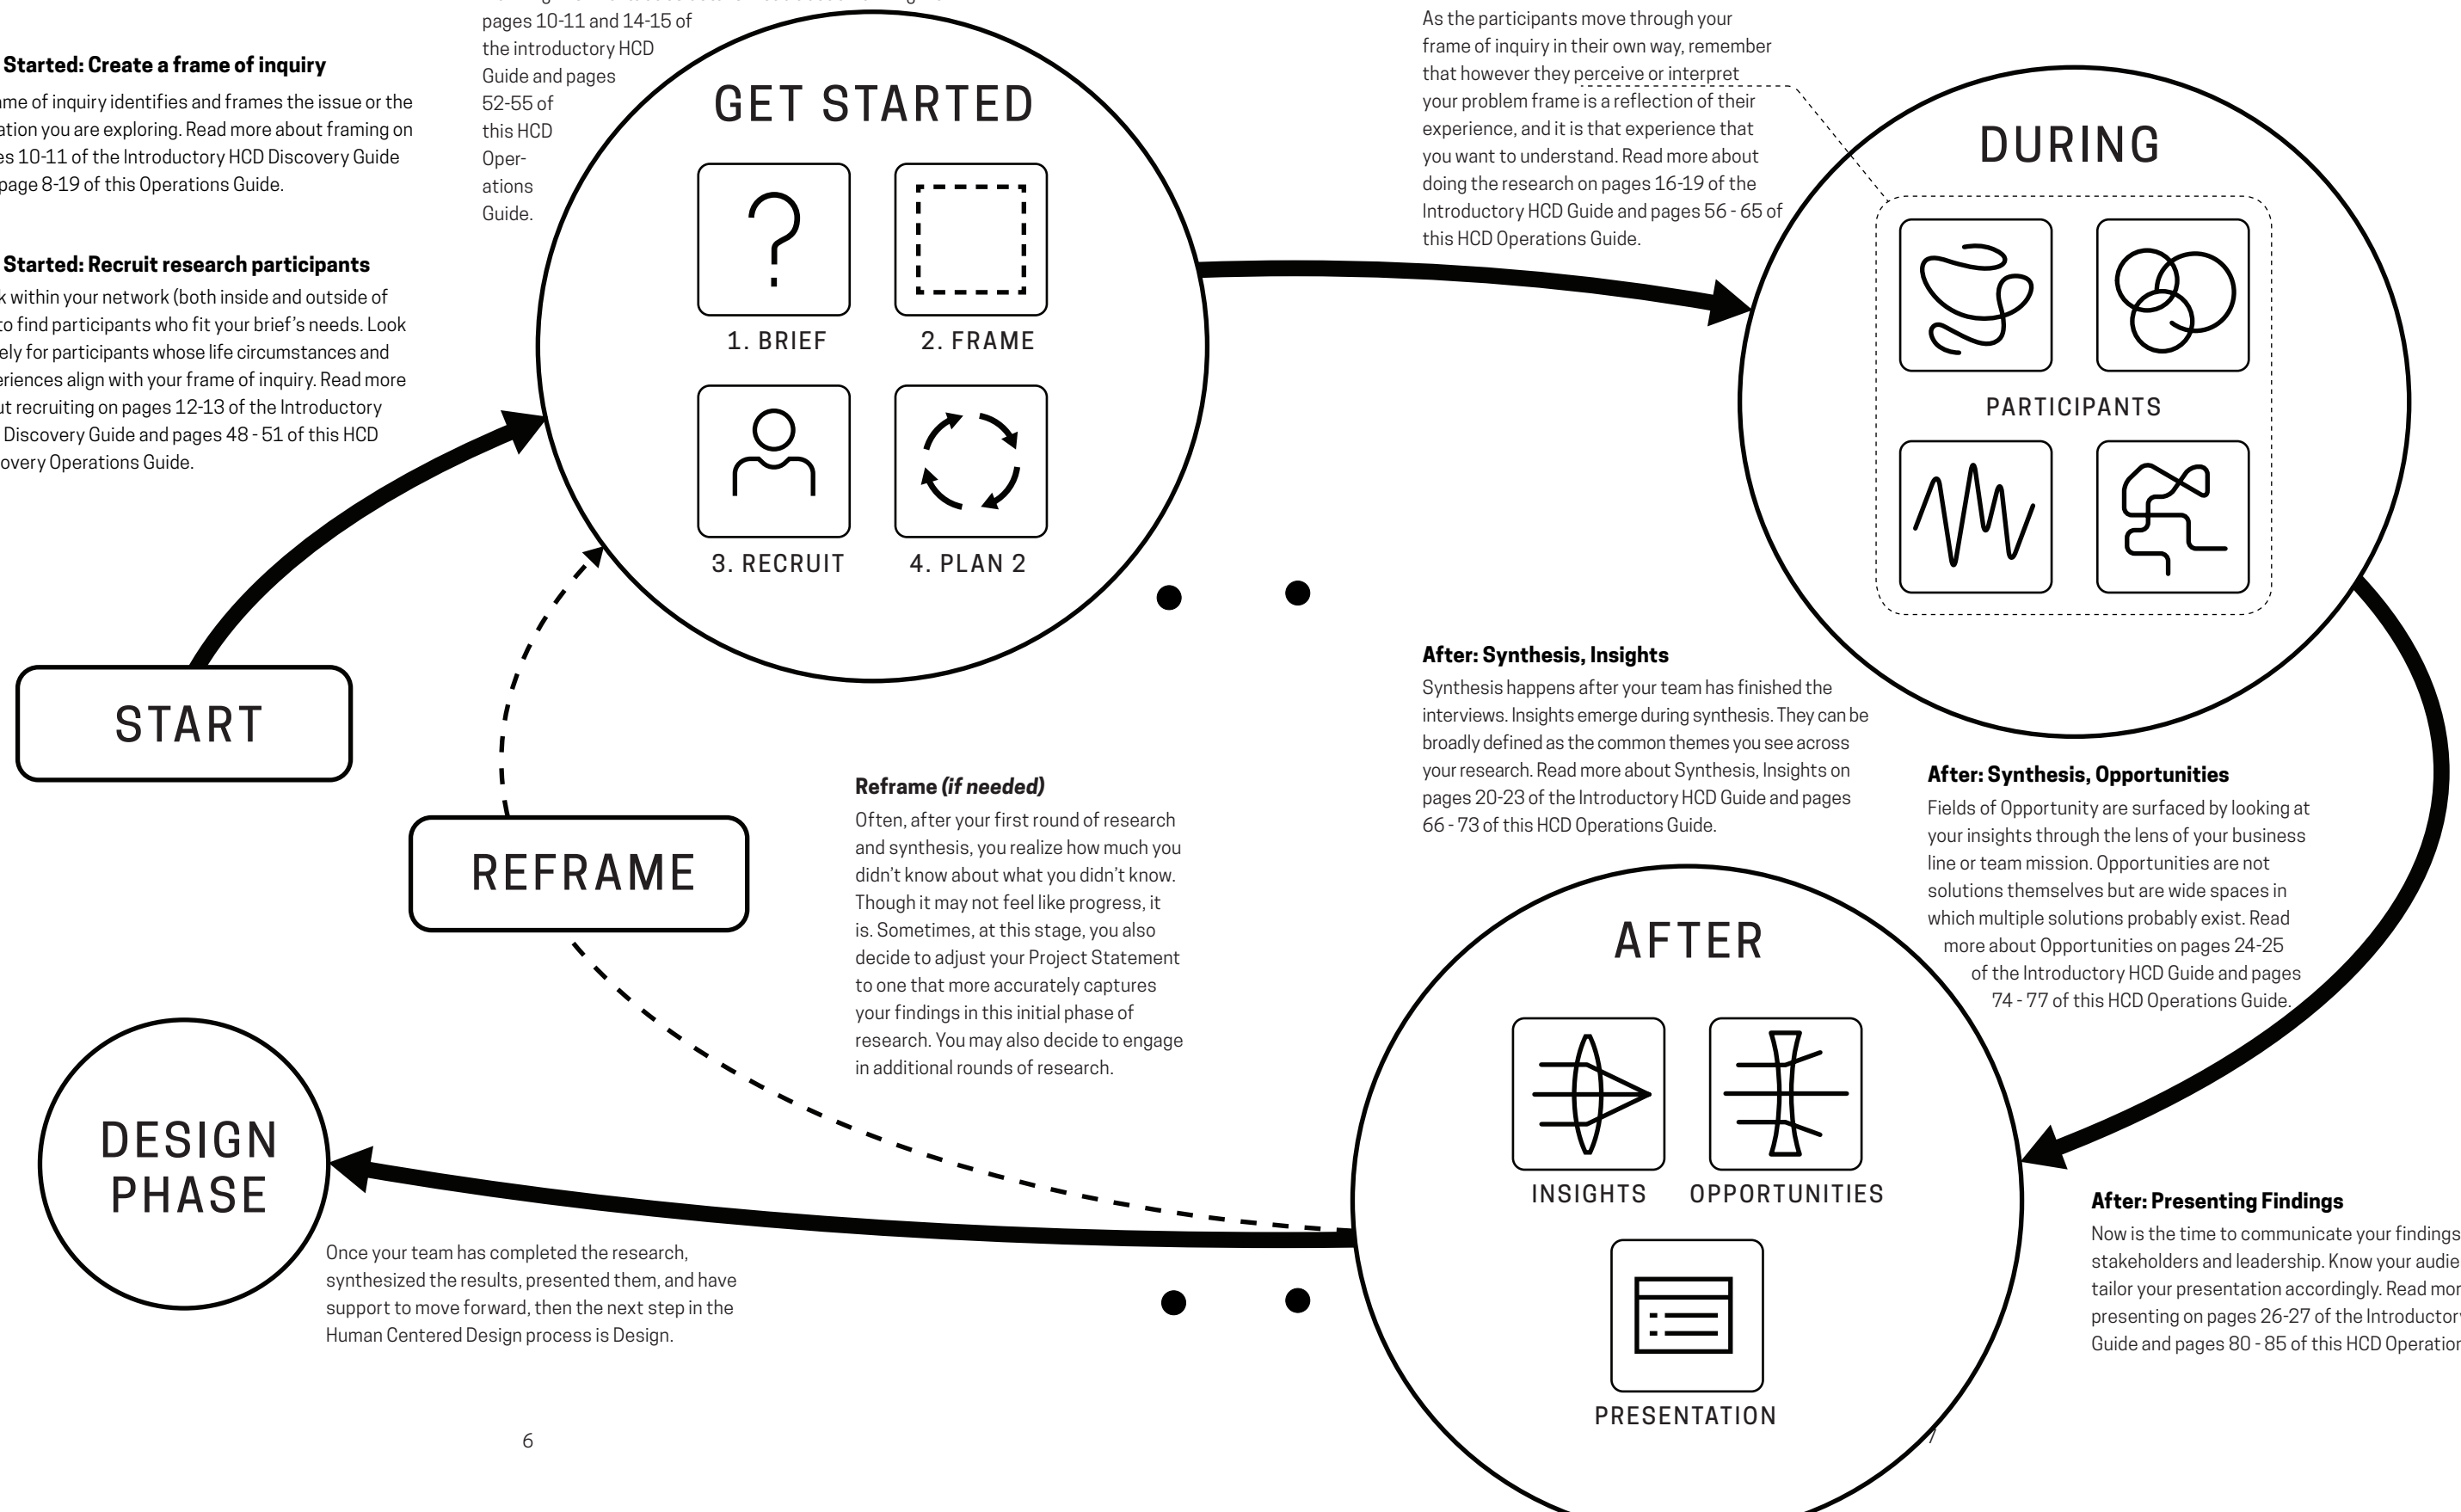 Started: Create a frame of inquiry
me of inquiry identifies and frames the issue or the
ation you are exploring. Read more about framing on
es 10-11 of the Introductory HCD Discovery Guide
page 8-19 of this Operations Guide.
Started: Recruit research participants
k within your network (both inside and outside of
to find participants who fit your brief's needs. Look
ely for participants whose life circumstances and
eriences align with your frame of inquiry. Read more
ut recruiting on pages 12-13 of the Introductory
Discovery Guide and pages 48 - 51 of this HCD
overy Operations Guide.
pages 10-11 and 14-15 of
the introductory HCD
Guide and pages
52-55 of
this HCD
Oper-
ations
Guide.
GET STARTED
1. BRIEF
2. FRAME
3. RECRUIT
4. PLAN 2
As the participants move through your
frame of inquiry in their own way, remember
that however they perceive or interpret
your problem frame is a reflection of their
experience, and it is that experience that
you want to understand. Read more about
doing the research on pages 16-19 of the
Introductory HCD Guide and pages 56 - 65 of
this HCD Operations Guide.
DURING
PARTICIPANTS
START
REFRAME
Reframe (if needed)
Often, after your first round of research
and synthesis, you realize how much you
didn't know about what you didn't know.
Though it may not feel like progress, it
is. Sometimes, at this stage, you also
decide to adjust your Project Statement
to one that more accurately captures
your findings in this initial phase of
research. You may also decide to engage
in additional rounds of research.
After: Synthesis, Insights
Synthesis happens after your team has finished the
interviews. Insights emerge during synthesis. They can be
broadly defined as the common themes you see across
your research. Read more about Synthesis, Insights on
pages 20-23 of the Introductory HCD Guide and pages
66 - 73 of this HCD Operations Guide.
After: Synthesis, Opportunities
Fields of Opportunity are surfaced by looking at
your insights through the lens of your business
line or team mission. Opportunities are not
solutions themselves but are wide spaces in
which multiple solutions probably exist. Read
more about Opportunities on pages 24-25
of the Introductory HCD Guide and pages
74 - 77 of this HCD Operations Guide.
AFTER
INSIGHTS
OPPORTUNITIES
PRESENTATION
After: Presenting Findings
Now is the time to communicate your findings
stakeholders and leadership. Know your audie
tailor your presentation accordingly. Read mor
presenting on pages 26-27 of the Introductor
Guide and pages 80 - 85 of this HCD Operation
DESIGN
PHASE
Once your team has completed the research,
synthesized the results, presented them, and have
support to move forward, then the next step in the
Human Centered Design process is Design.
6
7